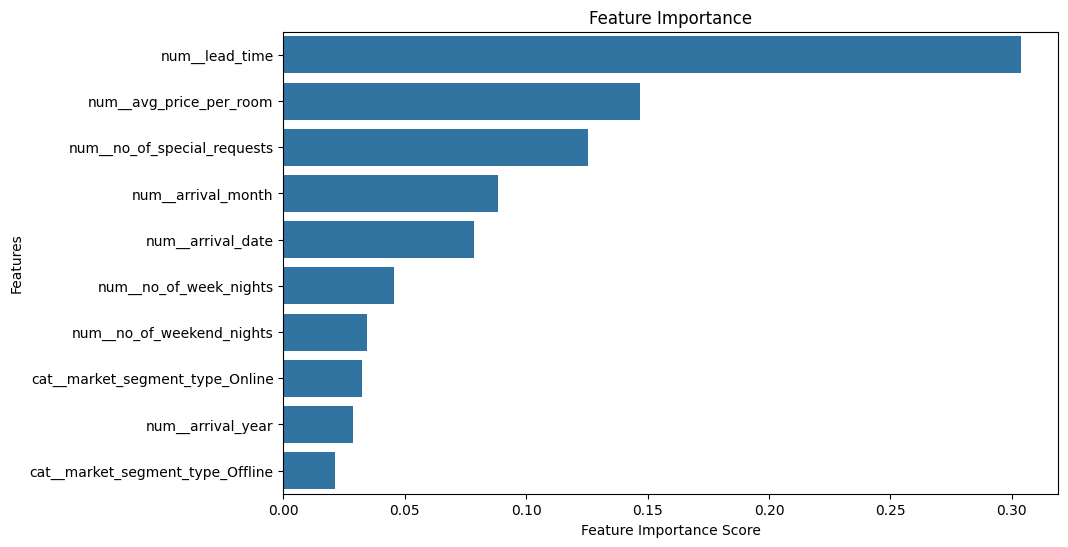 Feature Importance
Features
num__lead_time
num__avg_price_per_room
num__no_of_special_requests
num__arrival_month
num__arrival_date
num__no_of_week_nights
num__no_of_weekend_nights
cat__market_segment_type_Online
num__arrival_year
cat__market_segment_type_Offline
0.00 0.05 0.10 0.15 0.20 0.25 0.30
Feature Importance Score